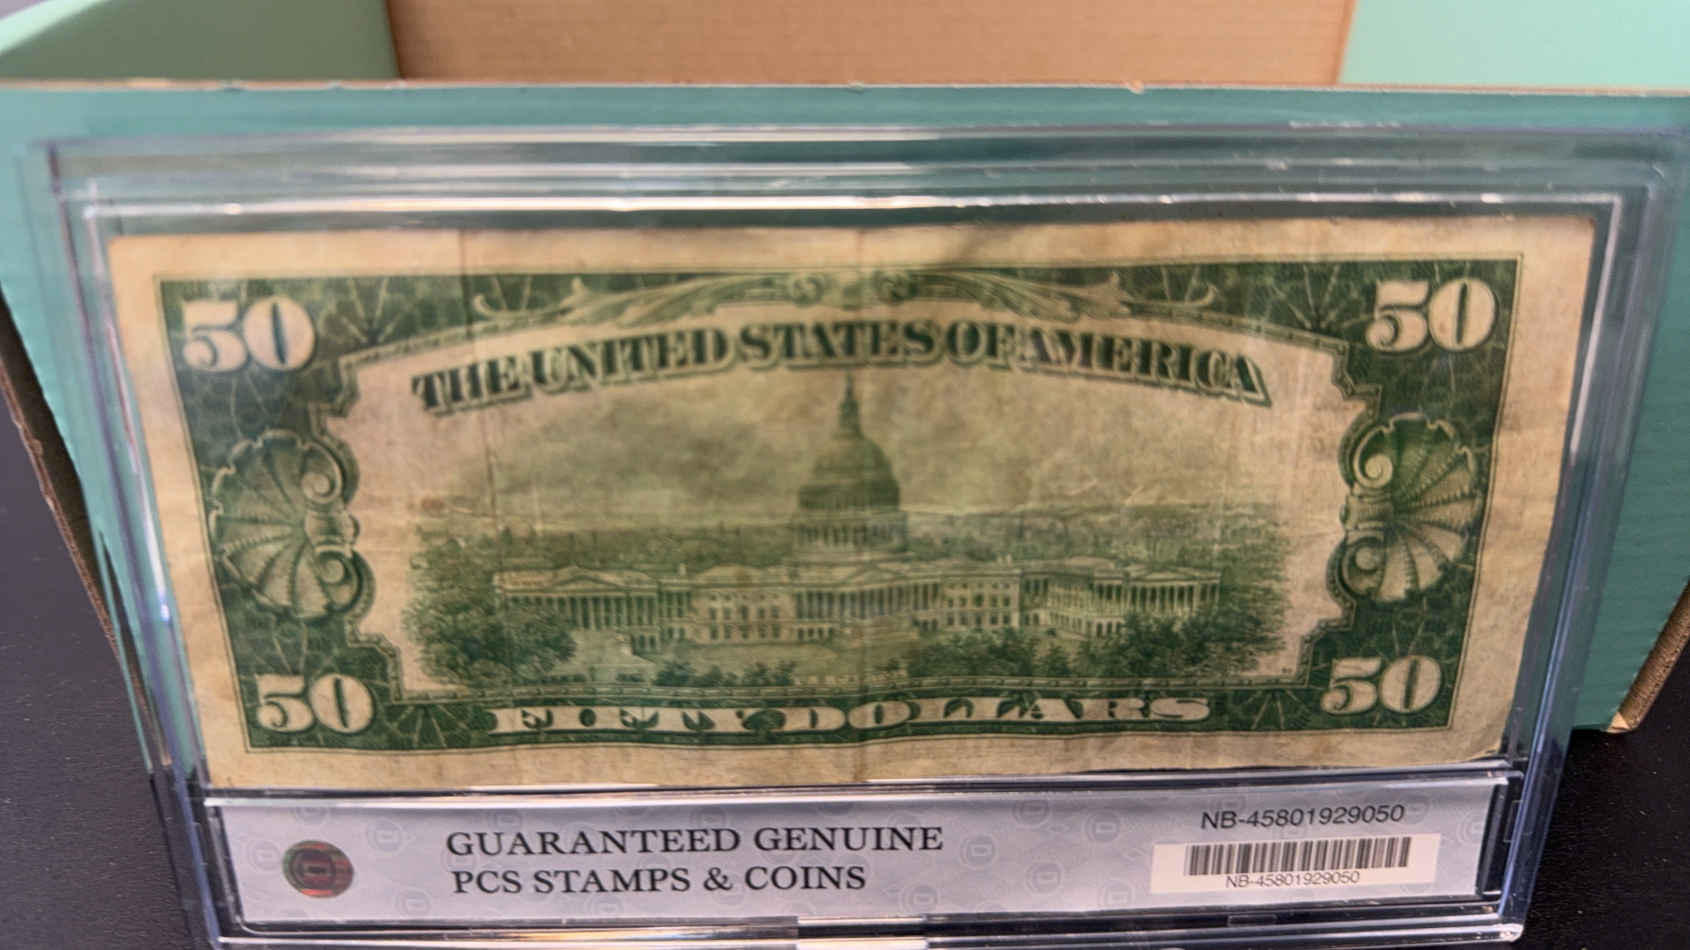 50 50
THE UNITED STATES OF AMERICA
50 50
FIFTY DOLLARS
GUARANTEED GENUINE
PCS STAMPS & COINS
NB-45801929050
NB-45801929050